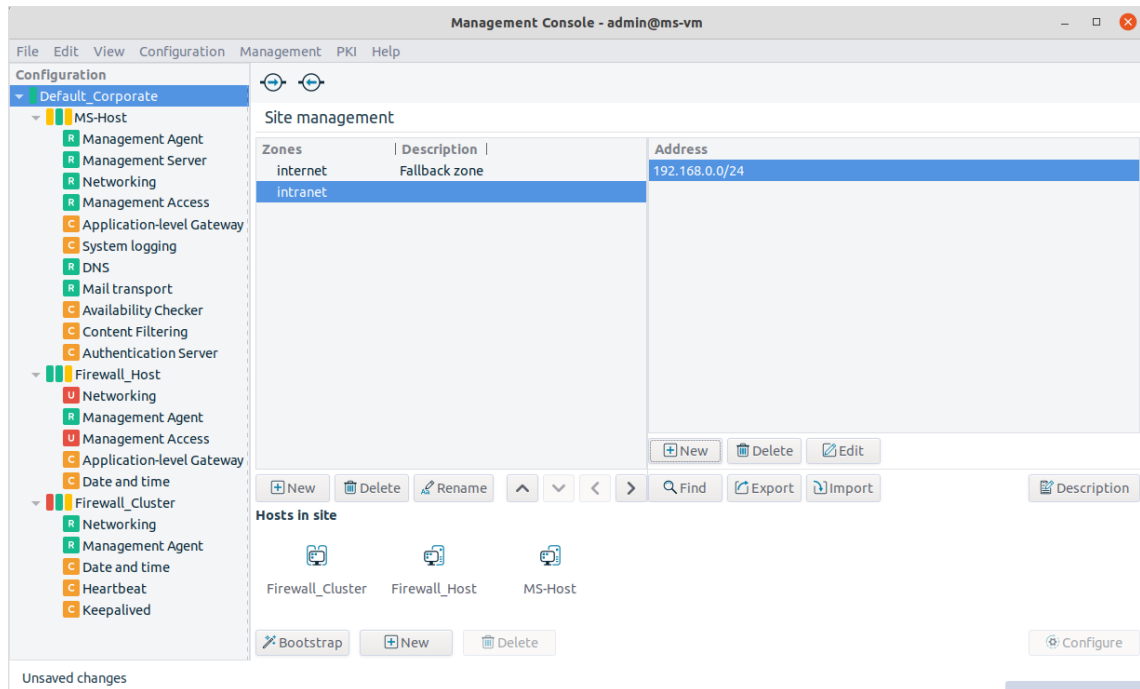 Management Console - admin@ms-vm
File Edit View Configuration Management PKI Help
Configuration
Default_Corporate
MS-Host
R Management Agent
R Management Server
R Networking
R Management Access
C Application-level Gateway
C System logging
R DNS
R Mail transport
C Availability Checker
C Content Filtering
C Authentication Server
Firewall_Host
U Networking
R Management Agent
U Management Access
C Application-level Gateway
C Date and time
Firewall_Cluster
R Networking
R Management Agent
C Date and time
C Heartbeat
C Keepalived
Site management
Zones Description
internet Fallback zone
intranet
Address
192.168.0.0/24
New Delete Edit
New Delete Rename Find Export Import Description
Hosts in site
Firewall_Cluster Firewall_Host MS-Host
Bootstrap New Delete Configure
Unsaved changes